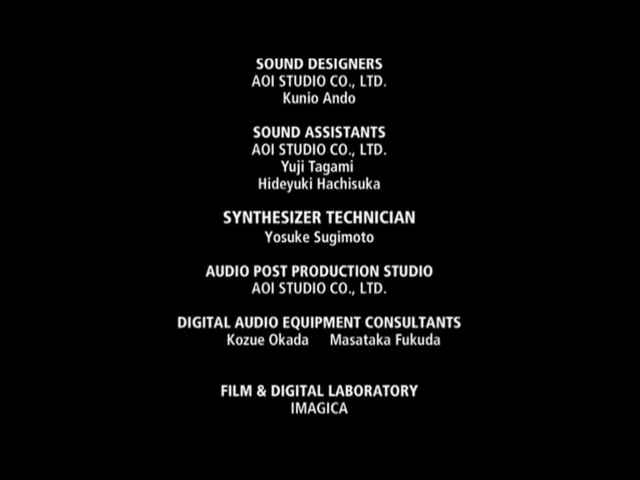 SOUND DESIGNERS
AOI STUDIO CO., LTD.
Kunio Ando
SOUND ASSISTANTS
AOI STUDIO CO., LTD.
Yuji Tagami
Hideyuki Hachisuka
SYNTHESIZER TECHNICIAN
Yosuke Sugimoto
AUDIO POST PRODUCTION STUDIO
AOI STUDIO CO., LTD.
DIGITAL AUDIO EQUIPMENT CONSULTANTS
Kozue Okada Masataka Fukuda
FILM & DIGITAL LABORATORY
IMAGICA